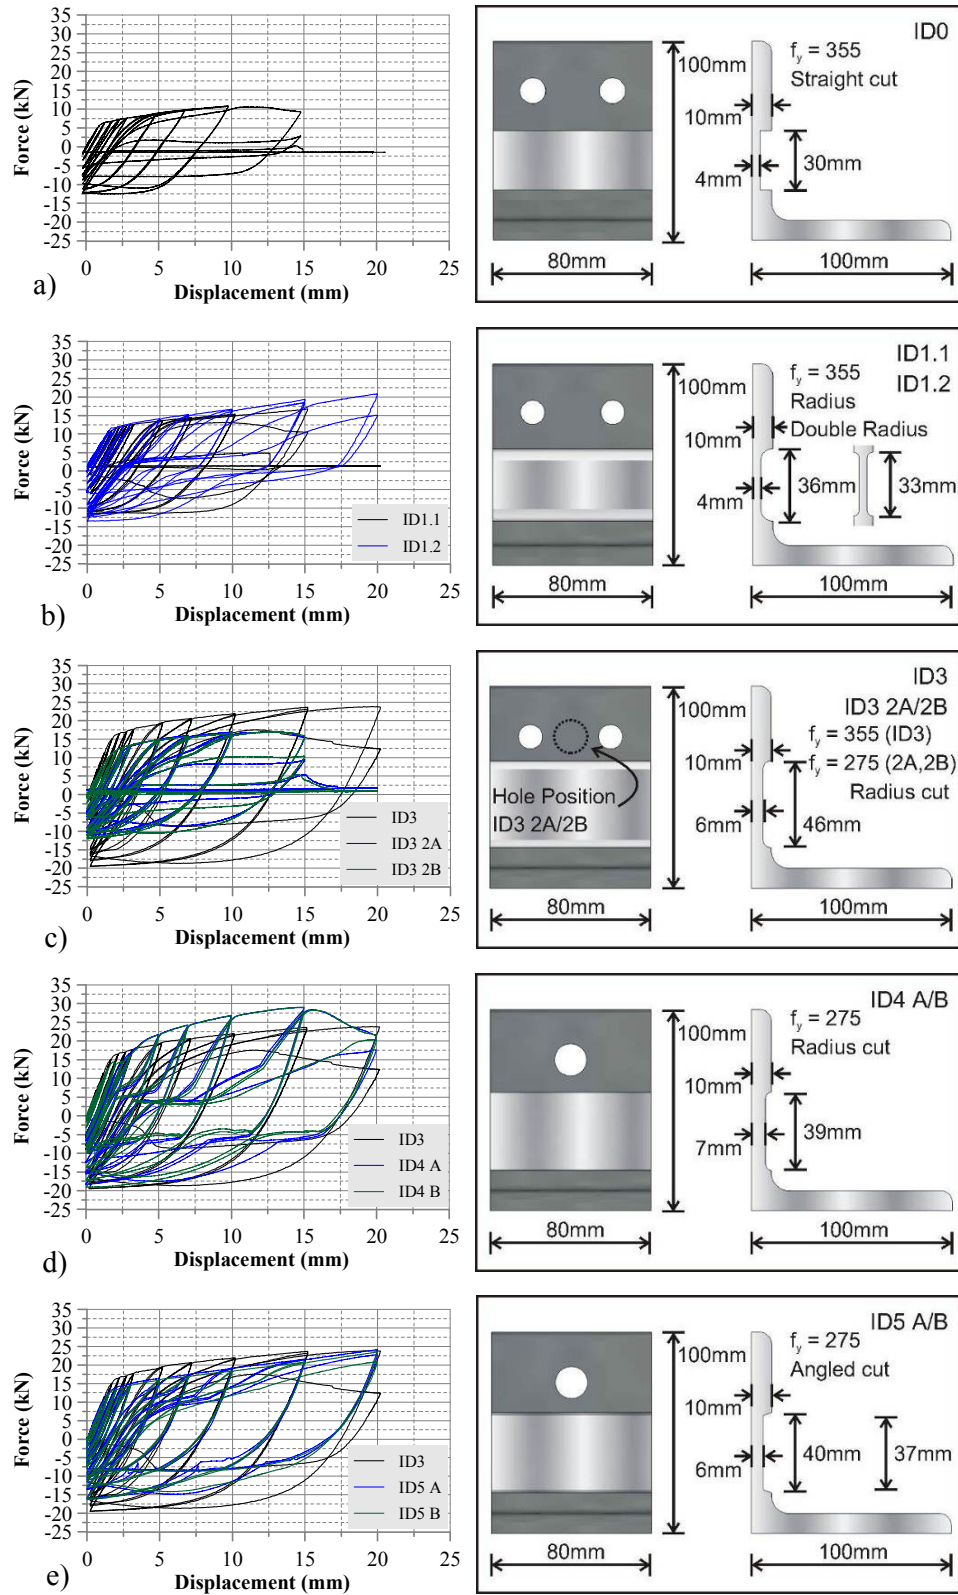 35
30
25
20
15
10
5
0
-5
-10
-15
-20
-25
Force (kN)
0 5 10 15 20 25
Displacement (mm)
a)
ID0
f_y = 355
Straight cut
100mm
10mm
30mm
4mm
80mm
100mm
35
30
25
20
15
10
5
0
-5
-10
-15
-20
-25
Force (kN)
ID1.1
ID1.2
0 5 10 15 20 25
Displacement (mm)
b)
ID1.1
ID1.2
f_y = 355
Radius
Double Radius
100mm
10mm
36mm
33mm
4mm
80mm
100mm
35
30
25
20
15
10
5
0
-5
-10
-15
-20
-25
Force (kN)
ID3
ID3 2A
ID3 2B
0 5 10 15 20 25
Displacement (mm)
c)
ID3
ID3 2A/2B
f_y = 355 (ID3)
f_y = 275 (2A,2B)
Radius cut
100mm
10mm
Hole Position
ID3 2A/2B
6mm
46mm
80mm
100mm
35
30
25
20
15
10
5
0
-5
-10
-15
-20
-25
Force (kN)
ID3
ID4 A
ID4 B
0 5 10 15 20 25
Displacement (mm)
d)
ID4 A/B
f_y = 275
Radius cut
100mm
10mm
39mm
7mm
80mm
100mm
35
30
25
20
15
10
5
0
-5
-10
-15
-20
-25
Force (kN)
ID3
ID5 A
ID5 B
0 5 10 15 20 25
Displacement (mm)
e)
ID5 A/B
f_y = 275
Angled cut
100mm
10mm
40mm
37mm
6mm
80mm
100mm